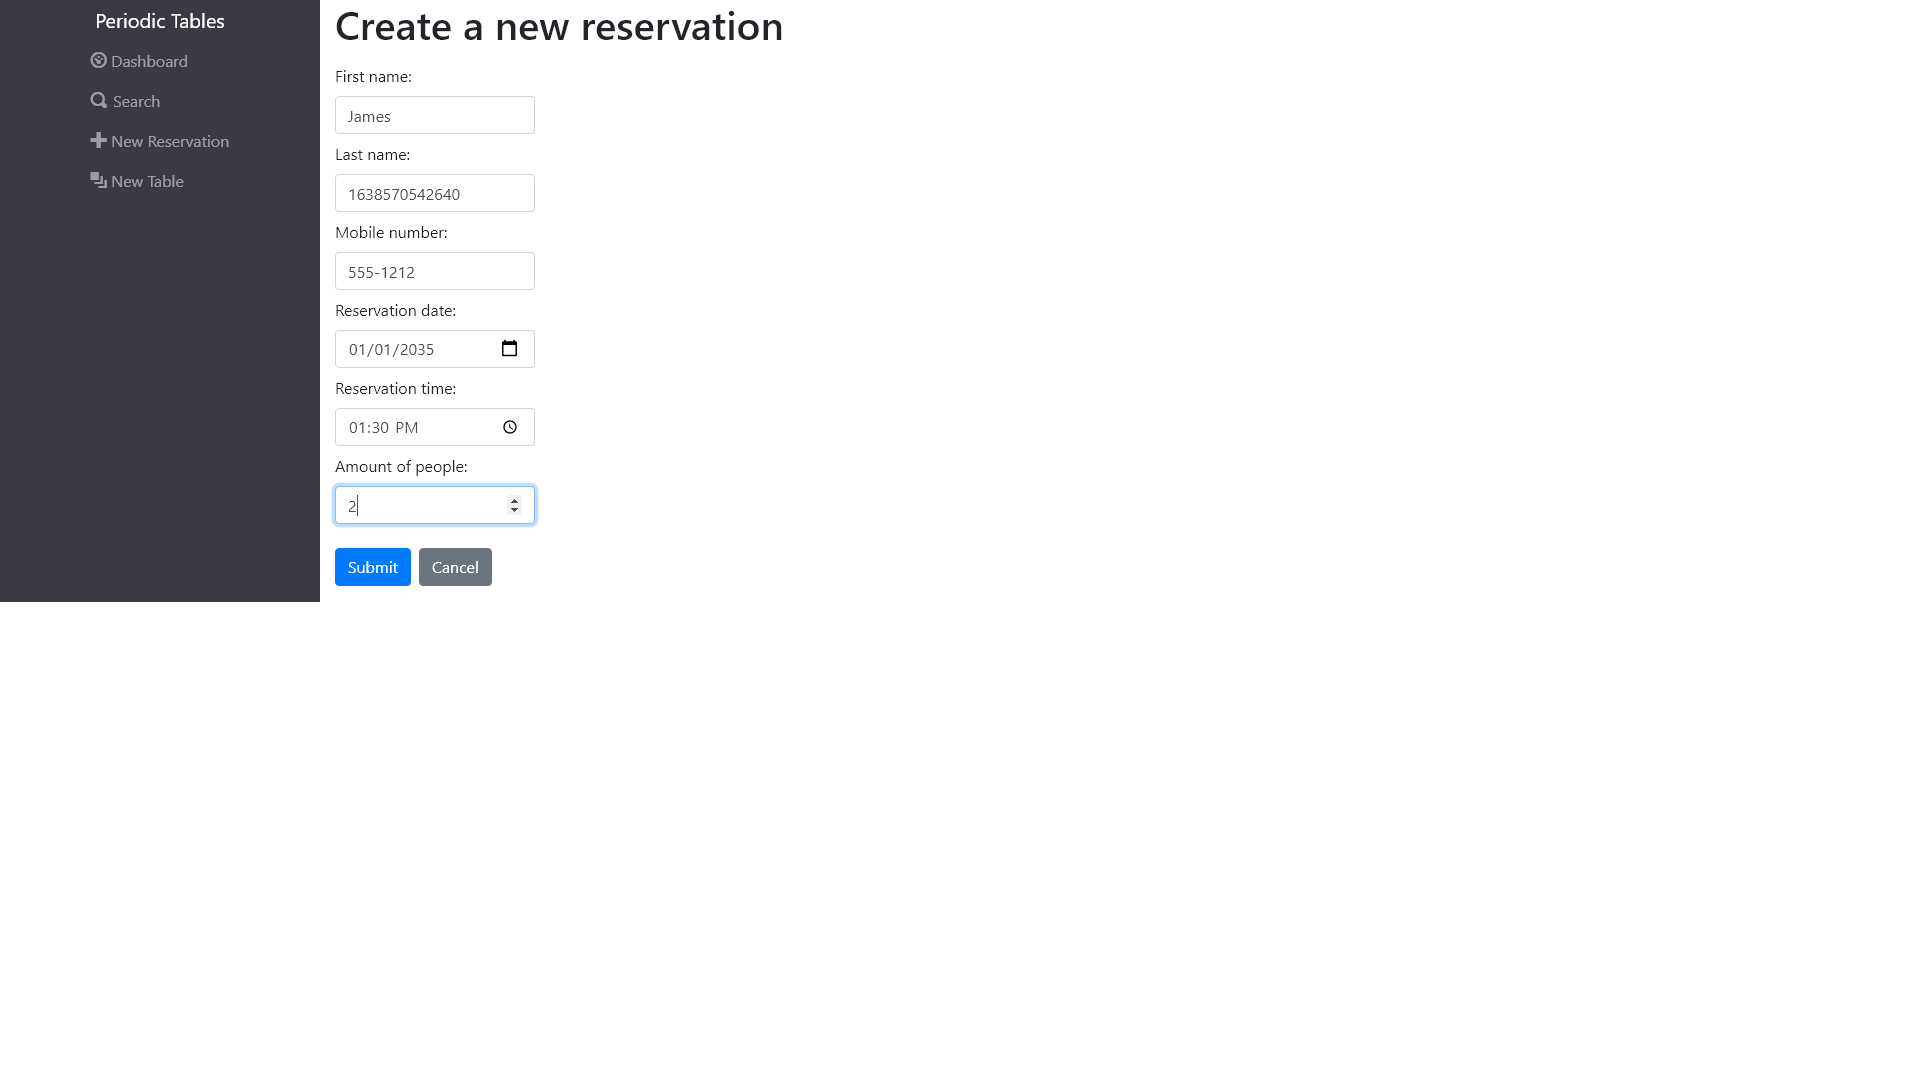 Periodic Tables
Dashboard
Search
New Reservation
New Table
Create a new reservation
First name:
James
Last name:
1638570542640
Mobile number:
555-1212
Reservation date:
01/01/2035
Reservation time:
01:30 PM
Amount of people:
2
Submit Cancel